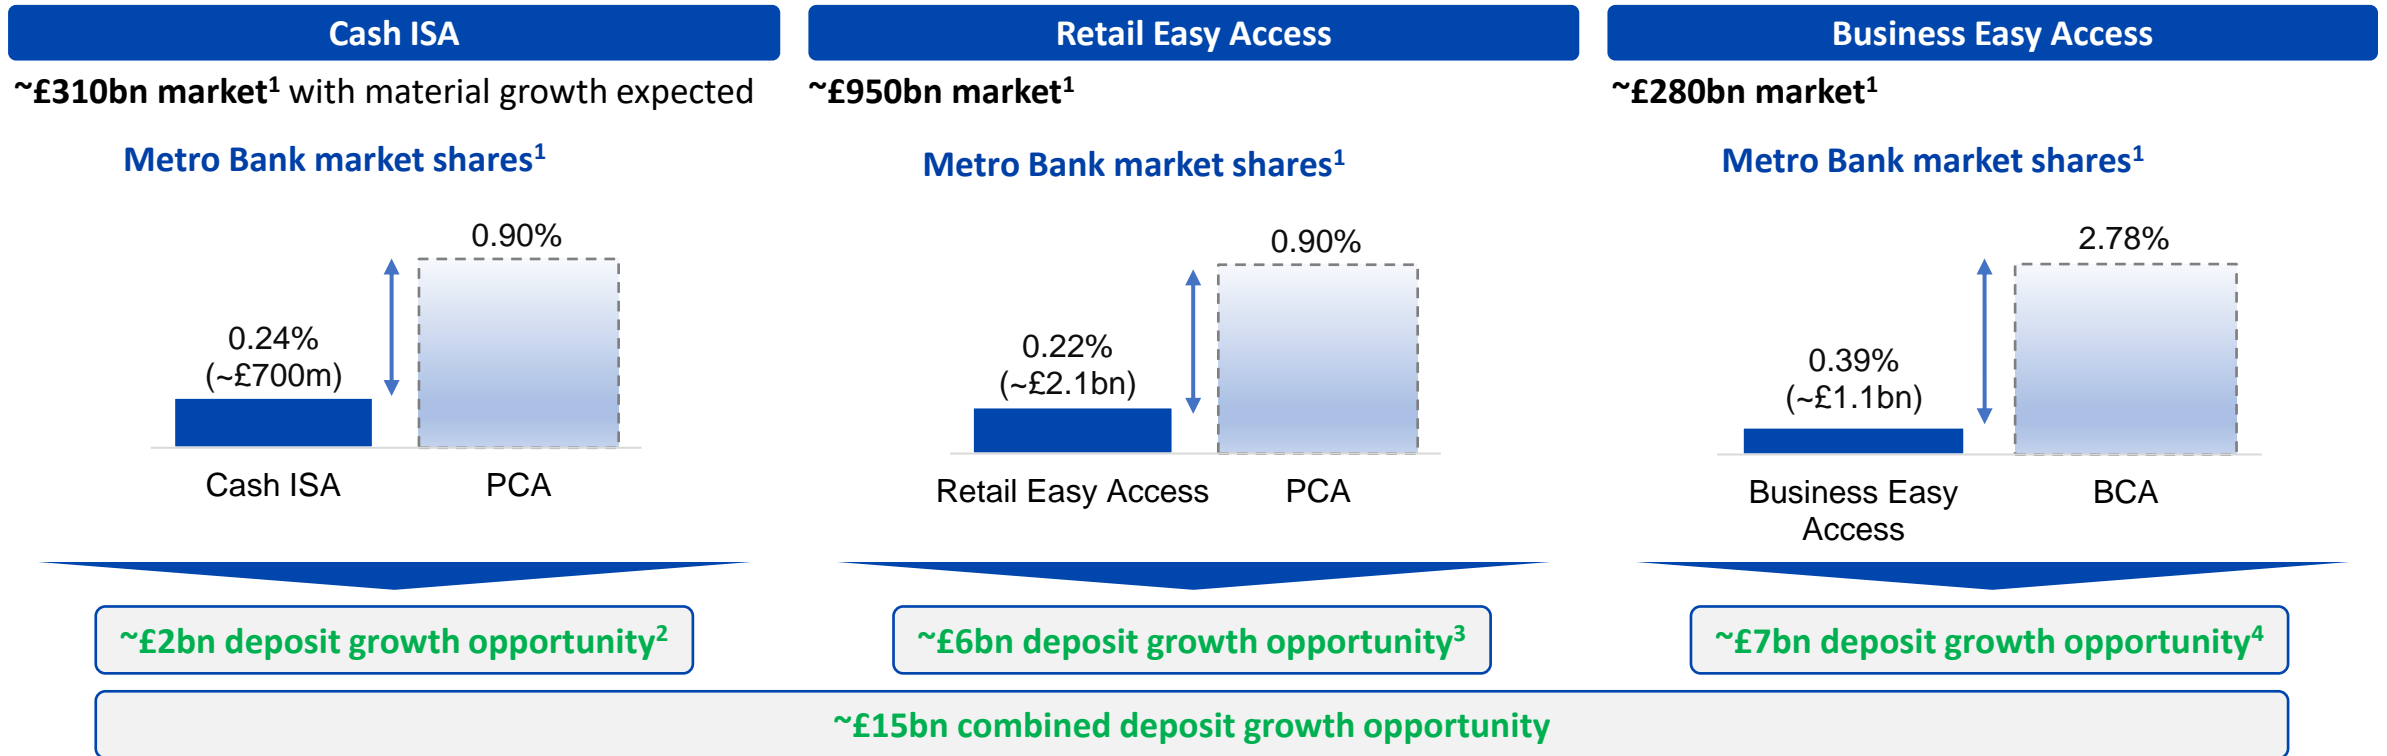 Cash ISA
~£310bn market1 with material growth expected
Metro Bank market shares1
0.90%
0.24%
(~£700m)
Cash ISA
PCA
~£2bn deposit growth opportunity2
Retail Easy Access
~£950bn market1
Metro Bank market shares1
0.90%
0.22%
(~£2.1bn)
Retail Easy Access
PCA
~£6bn deposit growth opportunity3
Business Easy Access
~£280bn market1
Metro Bank market shares1
2.78%
0.39%
(~£1.1bn)
Business Easy
Access
BCA
~£7bn deposit growth opportunity4
~£15bn combined deposit growth opportunity